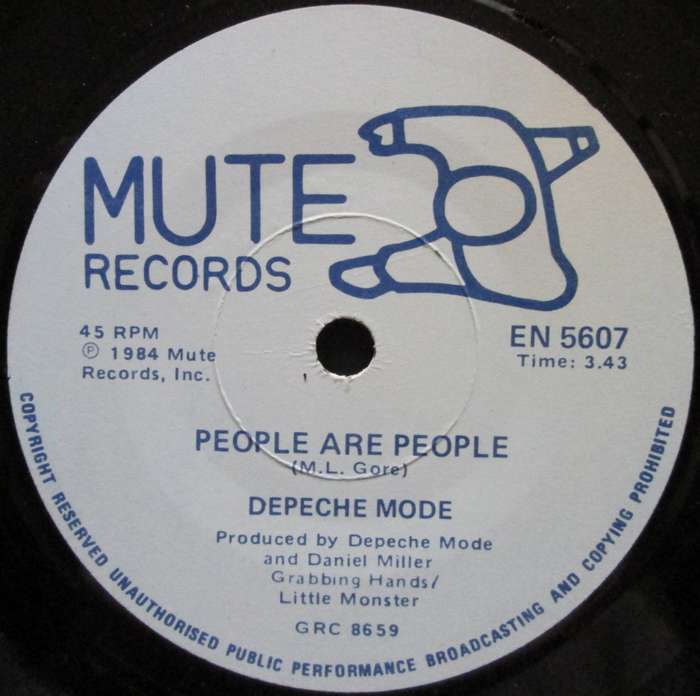 MUTE
RECORDS
45 RPM
℗ 1984 Mute
Records, Inc.
EN 5607
Time: 3.43
PEOPLE ARE PEOPLE
(M.L. Gore)
DEPECHE MODE
Produced by Depeche Mode
and Daniel Miller
Grabbing Hands/
Little Monster
GRC 8659
COPYRIGHT RESERVED UNAUTHORISED PUBLIC PERFORMANCE BROADCASTING AND COPYING PROHIBITED